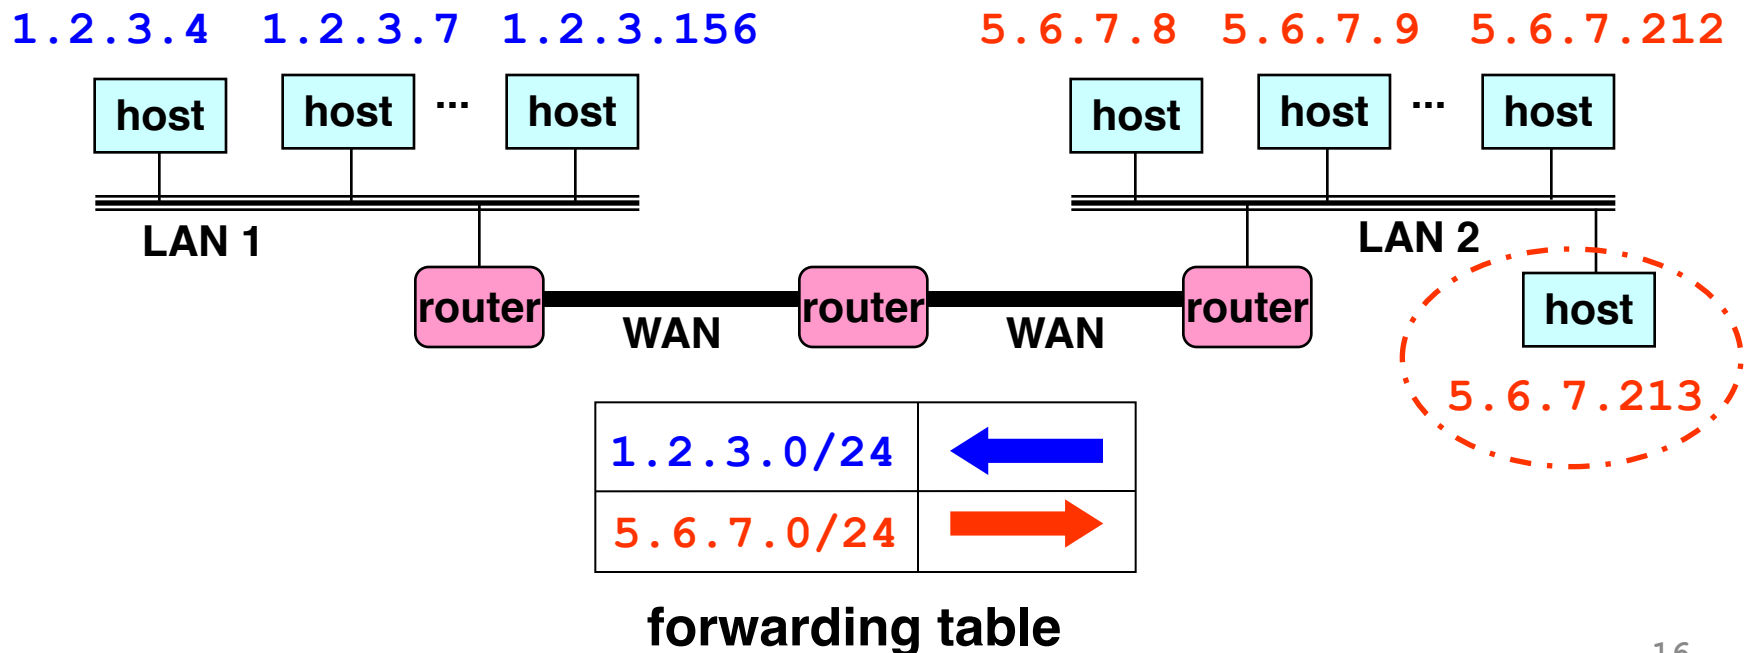 1.2.3.4 1.2.3.7 1.2.3.156 5.6.7.8 5.6.7.9 5.6.7.212
host host ... host host host ... host
LAN 1 LAN 2
router WAN router WAN router host
5.6.7.213
1.2.3.0/24
5.6.7.0/24
forwarding table
16